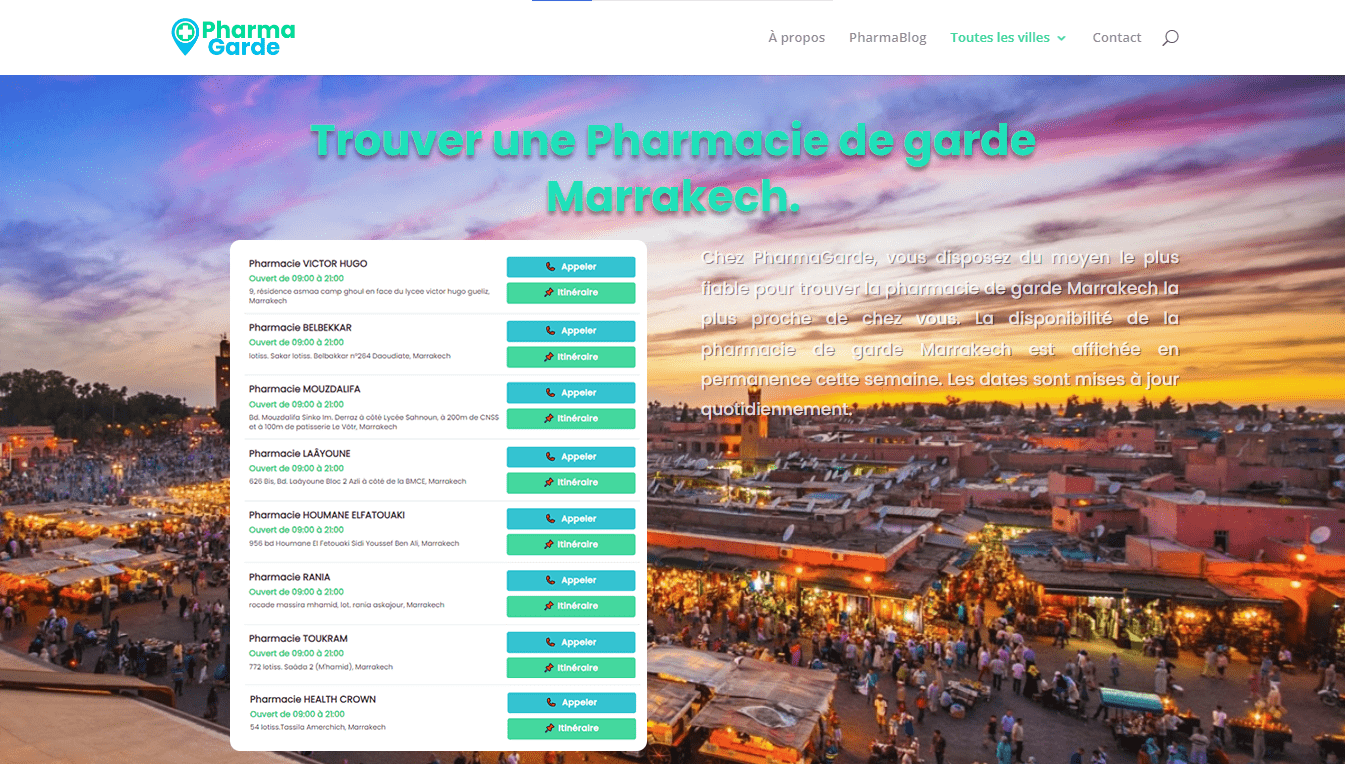 Pharma
Garde
À propos
PharmaBlog
Toutes les villes
Contact
Trouver une Pharmacie de garde
Marrakech.
Pharmacie VICTOR HUGO
Ouvert de 09:00 à 21:00
9, résidence asmaa camp ghoul en face du lycee victor hugo gueliz,
Marrakech
Appeler
Itinéraire
Pharmacie BELBEKKAR
Ouvert de 09:00 à 21:00
lotiss. Sakar lotiss. Belbakkar n°264 Daoudiate, Marrakech
Appeler
Itinéraire
Pharmacie MOUZDALIFA
Ouvert de 09:00 à 21:00
Bd. Mouzdalifa Sinko Im. Derraz à côté Lycée Sahnoun, à 200m de CNSS
et à 100m de patisserie Le Vôtr, Marrakech
Appeler
Itinéraire
Pharmacie LAÂYOUNE
Ouvert de 09:00 à 21:00
626 Bis, Bd. Laâyoune Bloc 2 Azli à côté de la BMCE, Marrakech
Appeler
Itinéraire
Pharmacie HOUMANE ELFATOUAKI
Ouvert de 09:00 à 21:00
956 bd Houmane El Fetouaki Sidi Youssef Ben Ali, Marrakech
Appeler
Itinéraire
Pharmacie RANIA
Ouvert de 09:00 à 21:00
rocade massira mhamid, lot. rania askajour, Marrakech
Appeler
Itinéraire
Pharmacie TOUKRAM
Ouvert de 09:00 à 21:00
772 lotiss. Saâda 2 (M'hamid), Marrakech
Appeler
Itinéraire
Pharmacie HEALTH CROWN
Ouvert de 09:00 à 21:00
54 lotiss.Tassila Amerchich, Marrakech
Appeler
Itinéraire
Chez PharmaGarde, vous disposez du moyen le plus
fiable pour trouver la pharmacie de garde Marrakech la
plus proche de chez vous. La disponibilité de la
pharmacie de garde Marrakech est affichée en
permanence cette semaine. Les dates sont mises à jour
quotidiennement.